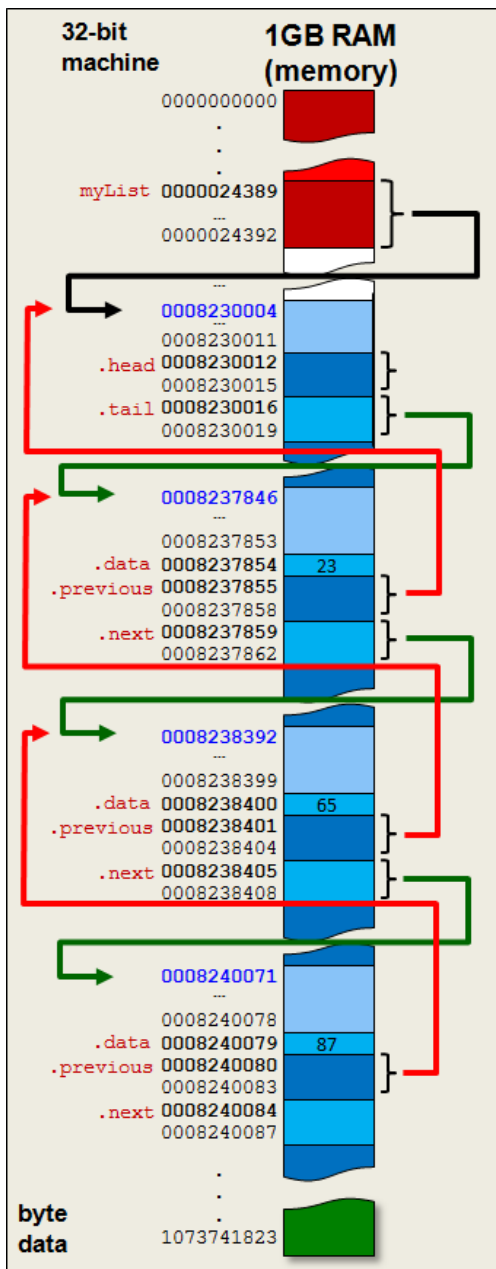 32-bit machine
1GB RAM (memory)
0000000000
.
.
.
myList 0000024389
...
0000024392
...
0008230004
...
0008230011
.head 0008230012
0008230015
.tail 0008230016
0008230019
0008237846
...
0008237853
.data 0008237854 23
.previous 0008237855
0008237858
.next 0008237859
0008237862
0008238392
...
0008238399
.data 0008238400 65
.previous 0008238401
0008238404
.next 0008238405
0008238408
0008240071
...
0008240078
.data 0008240079 87
.previous 0008240080
0008240083
.next 0008240084
0008240087
.
.
.
byte data
1073741823